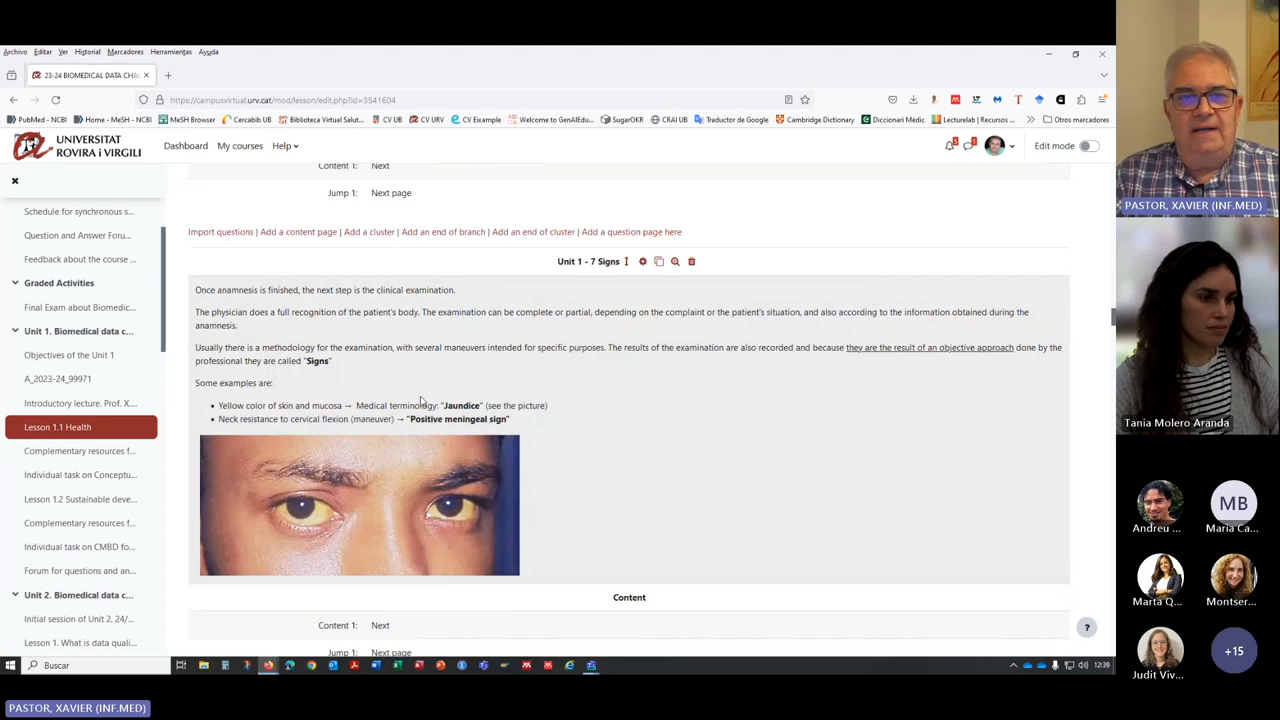 Archivo Editar Ver Historial Marcadores Herramientas Ayuda
23-24 BIOMEDICAL DATA CHA
https://campusvirtual.urv.cat/mod/lesson/edit.php?id=3541604
PubMed - NCBI Home - MeSH - NCBI MeSH Browser Cercabib UB Biblioteca Virtual Salut... CV UB CV URV CV Eixample Welcome to GenAIEdu... SugarOKR CRAI UB Traductor de Google Cambridge Dictionary Diccionari Mèdic Lecturelab | Recursos ... Otros marcadores
UNIVERSITAT
ROVIRA i VIRGILI
Dashboard My courses Help
Edit mode
Schedule for synchronous s...
Question and Answer Foru...
Feedback about the course ...
Graded Activities
Final Exam about Biomedic...
Unit 1. Biomedical data c...
Objectives of the Unit 1
A_2023-24_99971
Introductory lecture. Prof. X....
Lesson 1.1 Health
Complementary resources f...
Individual task on Conceptu...
Lesson 1.2 Sustainable deve...
Complementary resources f...
Individual task on CMBD fo...
Forum for questions and an...
Unit 2. Biomedical data c...
Initial session of Unit 2. 24/...
Lesson 1. What is data quali...
Content 1: Next
Jump 1: Next page
Import questions | Add a content page | Add a cluster | Add an end of branch | Add an end of cluster | Add a question page here
Unit 1 - 7 Signs
Once anamnesis is finished, the next step is the clinical examination.
The physician does a full recognition of the patient's body. The examination can be complete or partial, depending on the complaint or the patient's situation, and also according to the information obtained during the
anamnesis.
Usually there is a methodology for the examination, with several maneuvers intended for specific purposes. The results of the examination are also recorded and because they are the result of an objective approach done by the
professional they are called "Signs"
Some examples are:
• Yellow color of skin and mucosa → Medical terminology: "Jaundice" (see the picture)
• Neck resistance to cervical flexion (maneuver) → "Positive meningeal sign"
Content
Content 1: Next
Jump 1: Next page
?
Buscar
12:39
PASTOR, XAVIER (INF.MED)
Tania Molero Aranda
MB
Andreu ... Maria Ca...
Marta Q... Montser...
Judit Viv... +15
PASTOR, XAVIER (INF.MED)